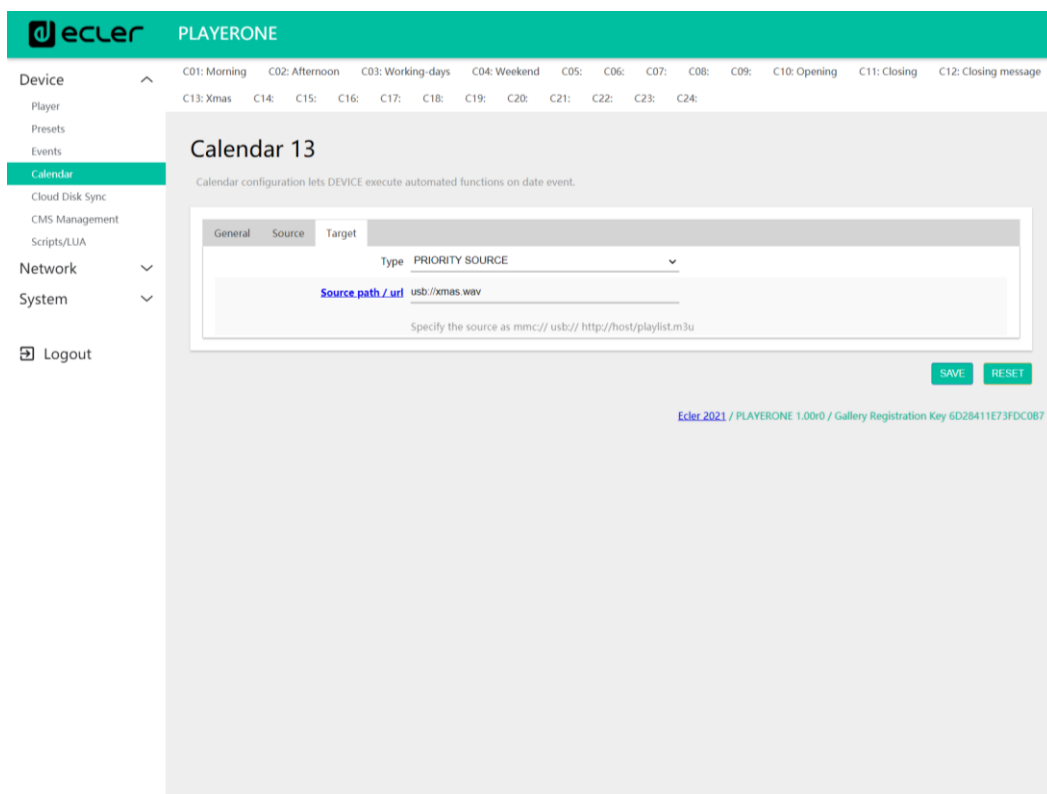 ecler PLAYERONE
Device
Player
Presets
Events
Calendar
Cloud Disk Sync
CMS Management
Scripts/LUA
Network
System
Logout
C01: Morning C02: Afternoon C03: Working-days C04: Weekend C05: C06: C07: C08: C09: C10: Opening C11: Closing C12: Closing message
C13: Xmas C14: C15: C16: C17: C18: C19: C20: C21: C22: C23: C24:
Calendar 13
Calendar configuration lets DEVICE execute automated functions on date event.
General Source Target
Type PRIORITY SOURCE
Source path / url usb://xmas.wav
Specify the source as mmc:// usb:// http://host/playlist.m3u
SAVE RESET
Ecler 2021 / PLAYERONE 1.00r0 / Gallery Registration Key 6D28411E73FDC0B7